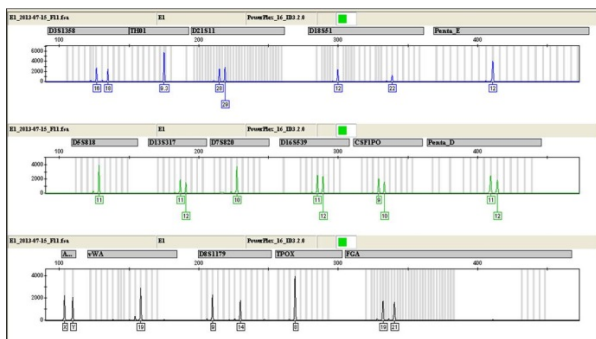 E1_2013-07-15_F11.fsa E1 PowerPlex_16_ID3.2.0
D3S1358 TH01 D21S11 D18S51 Penta_E
100 200 300 400
6000
4000
2000
0
16 18 9.3 28 12 22 12
29
E1_2013-07-15_F11.fsa E1 PowerPlex_16_ID3.2.0
D5S818 D13S317 D7S820 D16S539 CSF1PO Penta_D
100 200 300 400
4000
2000
0
11 11 10 11 9 11
12 12 10 12
E1_2013-07-15_F11.fsa E1 PowerPlex_16_ID3.2.0
A... vWA D8S1179 TPOX FGA
100 200 300 400
4000
2000
0
X Y 19 9 14 8 19 21